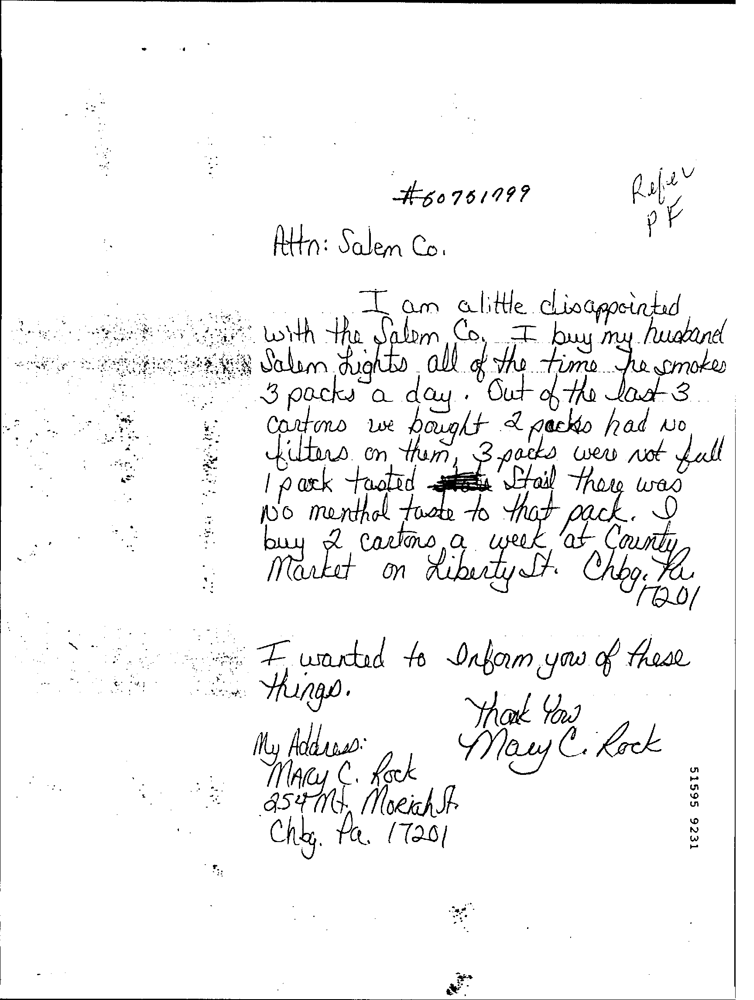 #60751799
Refer
PF
Attn: Salem Co.
I am a little disappointed
with the Salem Co. I buy my husband
Salem Lights all of the time he smokes
3 packs a day. Out of the last 3
cartons we bought 2 packs had no
filters on them, 3 packs were not full
1 pack tasted Stail there was
no menthol taste to that pack. I
buy 2 cartons a week at County
Market on Liberty St. Chbg. Pa
17201
I wanted to Inform you of these
things.
Thank You
Mary C. Rock
My Address:
MARY C. Rock
254 Mt. Moriah St.
Chbg. Pa. 17201
51595 9231